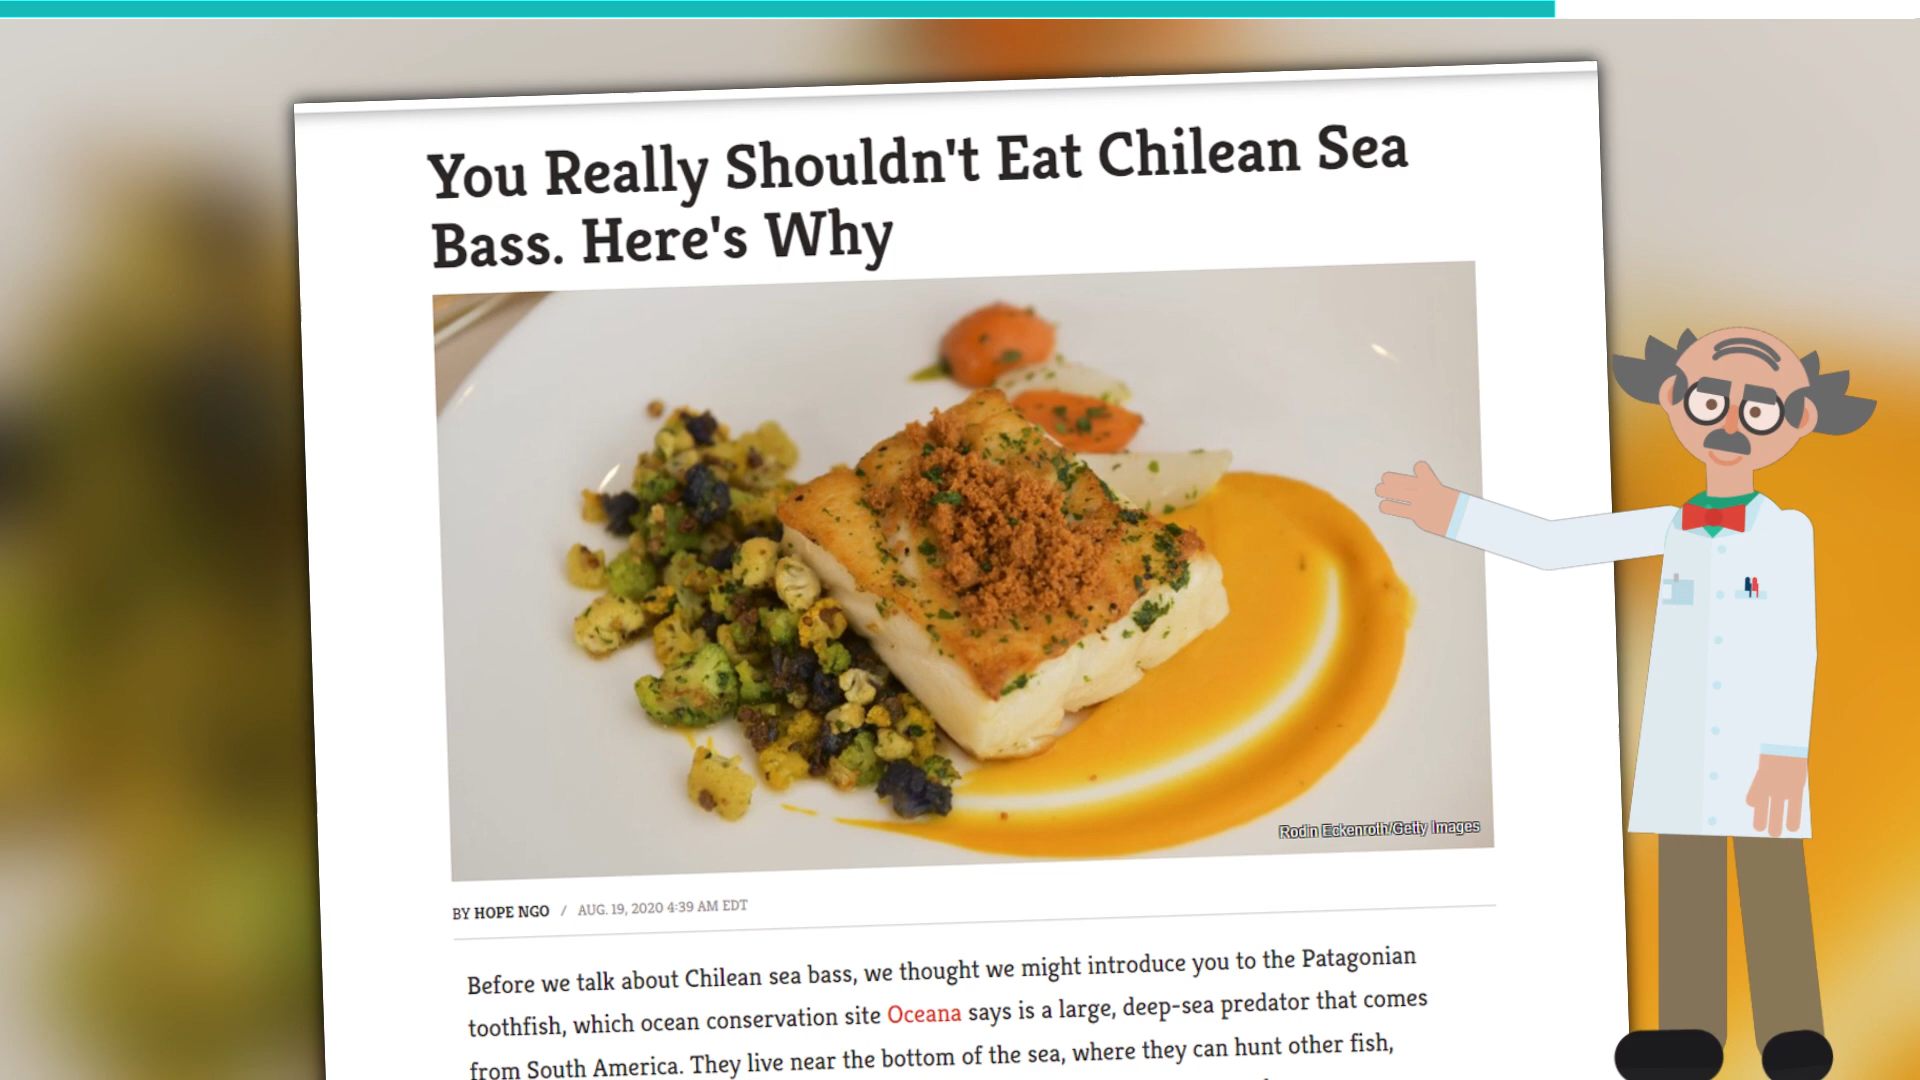 You Really Shouldn't Eat Chilean Sea
Bass. Here's Why
Rodin Eckenroth/Getty Images
BY HOPE NGO / AUG. 19, 2020 4:39 AM EDT
Before we talk about Chilean sea bass, we thought we might introduce you to the Patagonian
toothfish, which ocean conservation site Oceana says is a large, deep-sea predator that comes
from South America. They live near the bottom of the sea, where they can hunt other fish,